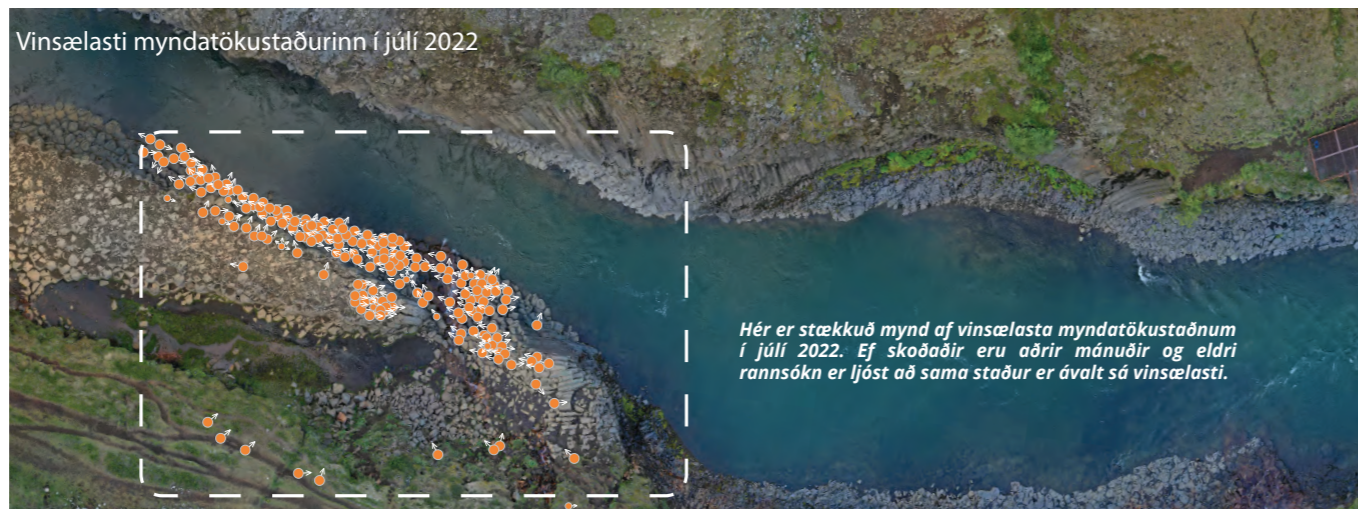 Vinsælasti myndatökustaðurinn í júlí 2022
Hér er stækkuð mynd af vinsælasta myndatökustaðnum
í júlí 2022. Ef skoðaðir eru aðrir mánuðir og eldri
rannsókn er ljóst að sama staður er ávalt sá vinsælasti.